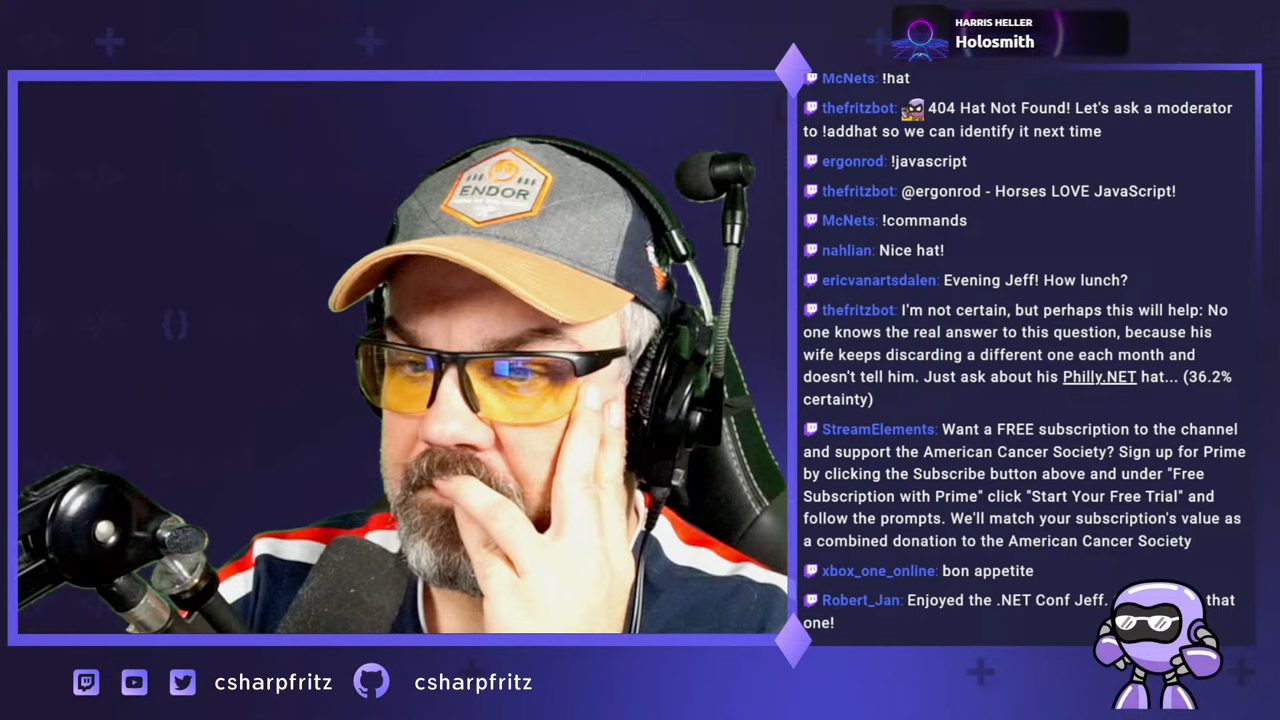 HARRIS HELLER
Holosmith
ENDOR
McNets: !hat
thefritzbot: 404 Hat Not Found! Let's ask a moderator
to !addhat so we can identify it next time
ergonrod: !javascript
thefritzbot: @ergonrod - Horses LOVE JavaScript!
McNets: !commands
nahlian: Nice hat!
ericvanartsdalen: Evening Jeff! How lunch?
thefritzbot: I'm not certain, but perhaps this will help: No
one knows the real answer to this question, because his
wife keeps discarding a different one each month and
doesn't tell him. Just ask about his Philly.NET hat... (36.2%
certainty)
StreamElements: Want a FREE subscription to the channel
and support the American Cancer Society? Sign up for Prime
by clicking the Subscribe button above and under "Free
Subscription with Prime" click "Start Your Free Trial" and
follow the prompts. We'll match your subscription's value as
a combined donation to the American Cancer Society
xbox_one_online: bon appetite
Robert_Jan: Enjoyed the .NET Conf Jeff. that
one!
csharpfritz csharpfritz